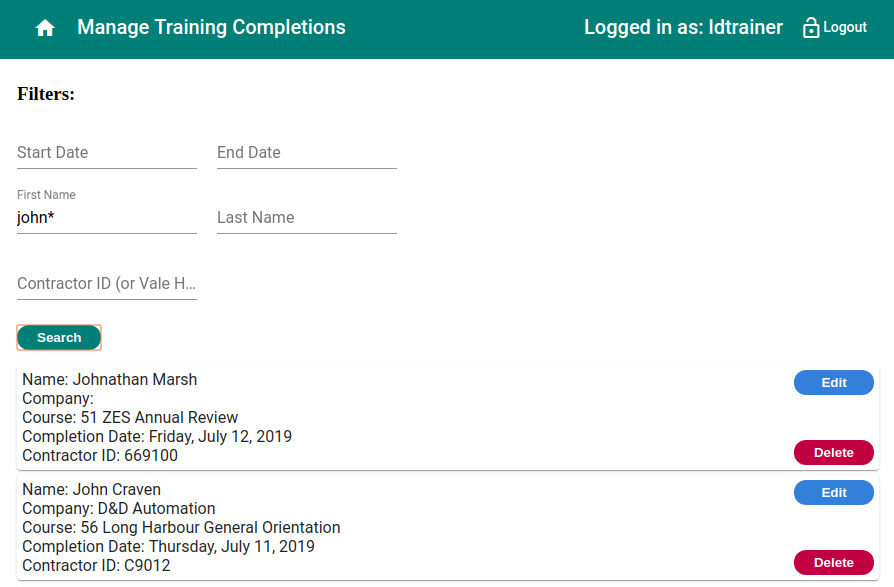 Manage Training Completions
Logged in as: ldtrainer
Logout
Filters:
Start Date
End Date
First Name
john*
Last Name
Contractor ID (or Vale H...
Search
Name: Johnathan Marsh
Company:
Course: 51 ZES Annual Review
Completion Date: Friday, July 12, 2019
Contractor ID: 669100
Edit
Delete
Name: John Craven
Company: D&D Automation
Course: 56 Long Harbour General Orientation
Completion Date: Thursday, July 11, 2019
Contractor ID: C9012
Edit
Delete